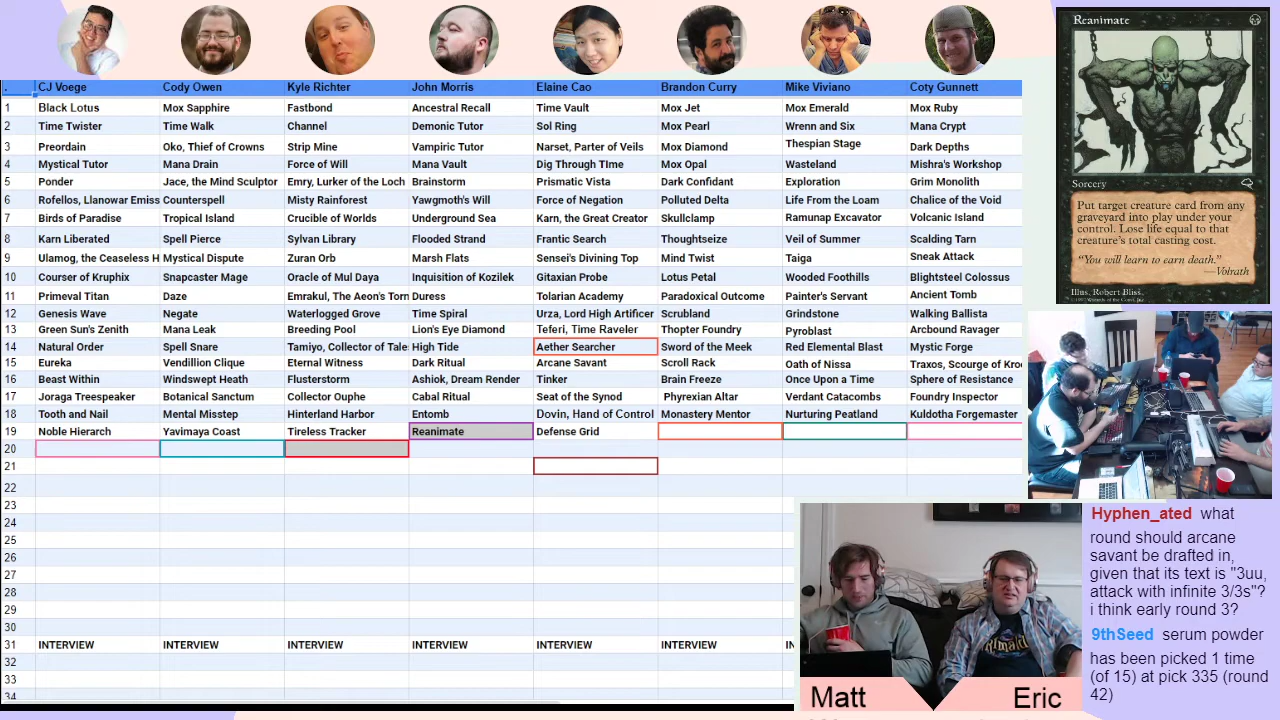 . CJ Voege Cody Owen Kyle Richter John Morris Elaine Cao Brandon Curry Mike Viviano Coty Gunnett
1 Black Lotus Mox Sapphire Fastbond Ancestral Recall Time Vault Mox Jet Mox Emerald Mox Ruby
2 Time Twister Time Walk Channel Demonic Tutor Sol Ring Mox Pearl Wrenn and Six Mana Crypt
3 Preordain Oko, Thief of Crowns Strip Mine Vampiric Tutor Narset, Parter of Veils Mox Diamond Thespian Stage Dark Depths
4 Mystical Tutor Mana Drain Force of Will Mana Vault Dig Through TIme Mox Opal Wasteland Mishra's Workshop
5 Ponder Jace, the Mind Sculptor Emry, Lurker of the Loch Brainstorm Prismatic Vista Dark Confidant Exploration Grim Monolith
6 Rofellos, Llanowar Emiss Counterspell Misty Rainforest Yawgmoth's Will Force of Negation Polluted Delta Life From the Loam Chalice of the Void
7 Birds of Paradise Tropical Island Crucible of Worlds Underground Sea Karn, the Great Creator Skullclamp Ramunap Excavator Volcanic Island
8 Karn Liberated Spell Pierce Sylvan Library Flooded Strand Frantic Search Thoughtseize Veil of Summer Scalding Tarn
9 Ulamog, the Ceaseless H Mystical Dispute Zuran Orb Marsh Flats Sensei's Divining Top Mind Twist Taiga Sneak Attack
10 Courser of Kruphix Snapcaster Mage Oracle of Mul Daya Inquisition of Kozilek Gitaxian Probe Lotus Petal Wooded Foothills Blightsteel Colossus
11 Primeval Titan Daze Emrakul, The Aeon's Torn Duress Tolarian Academy Paradoxical Outcome Painter's Servant Ancient Tomb
12 Genesis Wave Negate Waterlogged Grove Time Spiral Urza, Lord High Artificer Scrubland Grindstone Walking Ballista
13 Green Sun's Zenith Mana Leak Breeding Pool Lion's Eye Diamond Teferi, Time Raveler Thopter Foundry Pyroblast Arcbound Ravager
14 Natural Order Spell Snare Tamiyo, Collector of Tale High Tide Aether Searcher Sword of the Meek Red Elemental Blast Mystic Forge
15 Eureka Vendillion Clique Eternal Witness Dark Ritual Arcane Savant Scroll Rack Oath of Nissa Traxos, Scourge of Kroo
16 Beast Within Windswept Heath Flusterstorm Ashiok, Dream Render Tinker Brain Freeze Once Upon a Time Sphere of Resistance
17 Joraga Treespeaker Botanical Sanctum Collector Ouphe Cabal Ritual Seat of the Synod Phyrexian Altar Verdant Catacombs Foundry Inspector
18 Tooth and Nail Mental Misstep Hinterland Harbor Entomb Dovin, Hand of Control Monastery Mentor Nurturing Peatland Kuldotha Forgemaster
19 Noble Hierarch Yavimaya Coast Tireless Tracker Reanimate Defense Grid
20
21
22
23
24
25
26
27
28
29
30
31 INTERVIEW INTERVIEW INTERVIEW INTERVIEW INTERVIEW INTERVIEW IN
32
33
34
Reanimate
Sorcery
Put target creature card from any
graveyard into play under your
control. Lose life equal to that
creature's total casting cost.
"You will learn to earn death."
—Volrath
Illus. Robert Bliss
Matt Eric
Hyphen_ated what
round should arcane
savant be drafted in,
given that its text is "3uu,
attack with infinite 3/3s"?
i think early round 3?
9thSeed serum powder
has been picked 1 time
(of 15) at pick 335 (round
42)